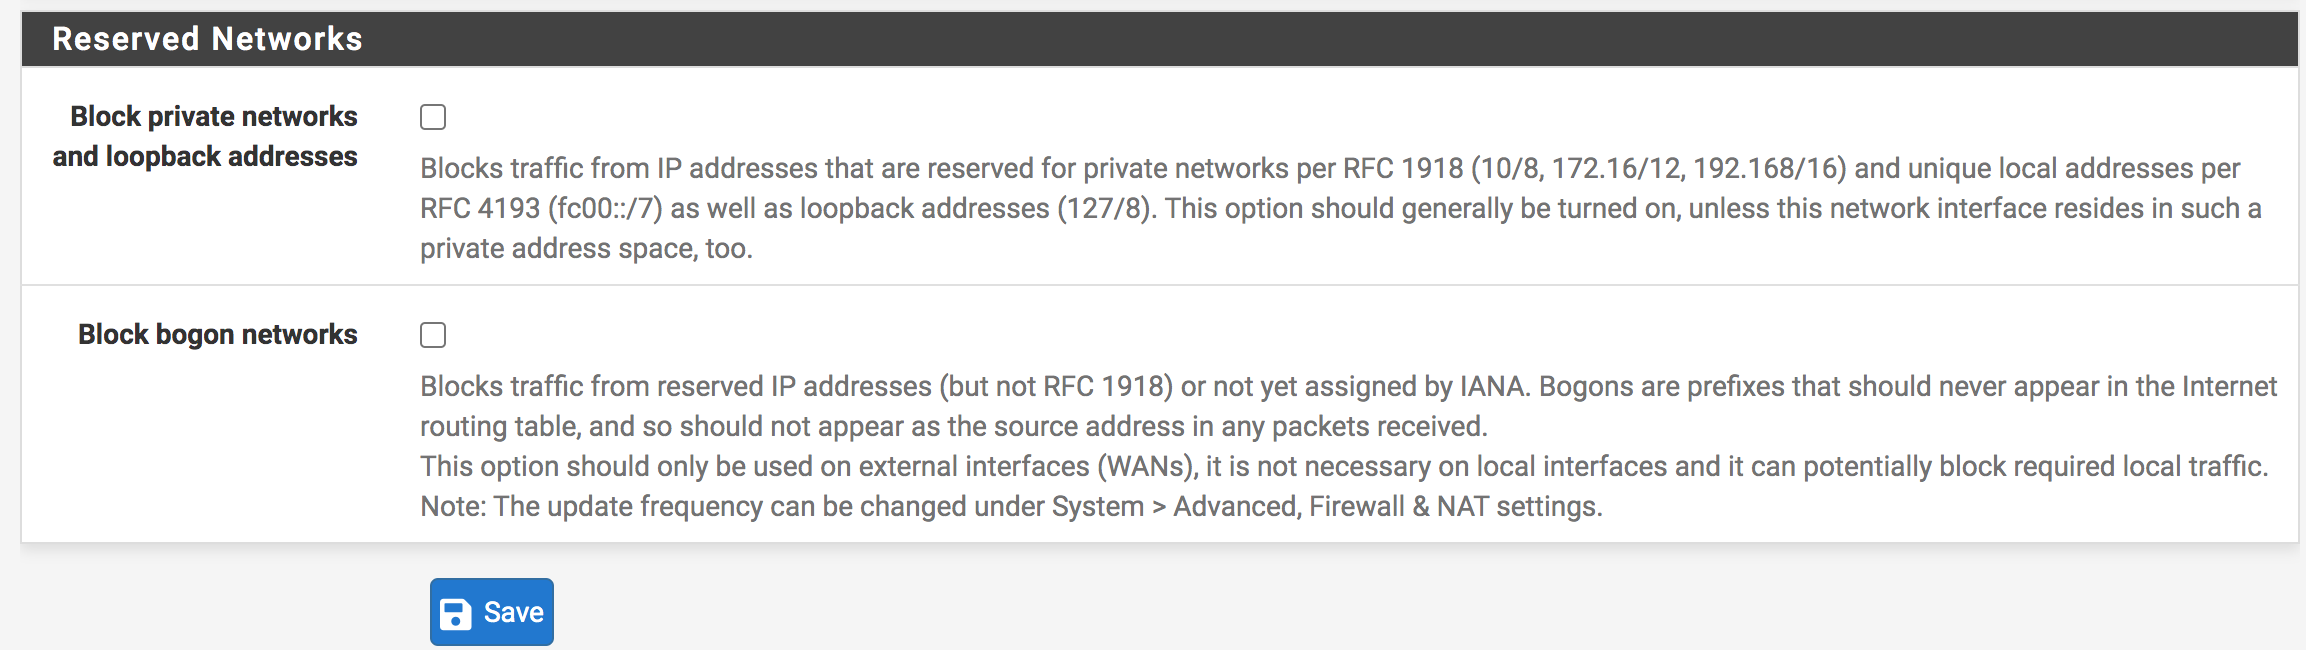 Reserved Networks
Block private networks
and loopback addresses
Blocks traffic from IP addresses that are reserved for private networks per RFC 1918 (10/8, 172.16/12, 192.168/16) and unique local addresses per
RFC 4193 (fc00::/7) as well as loopback addresses (127/8). This option should generally be turned on, unless this network interface resides in such a
private address space, too.
Block bogon networks
Blocks traffic from reserved IP addresses (but not RFC 1918) or not yet assigned by IANA. Bogons are prefixes that should never appear in the Internet
routing table, and so should not appear as the source address in any packets received.
This option should only be used on external interfaces (WANs), it is not necessary on local interfaces and it can potentially block required local traffic.
Note: The update frequency can be changed under System > Advanced, Firewall & NAT settings.
Save